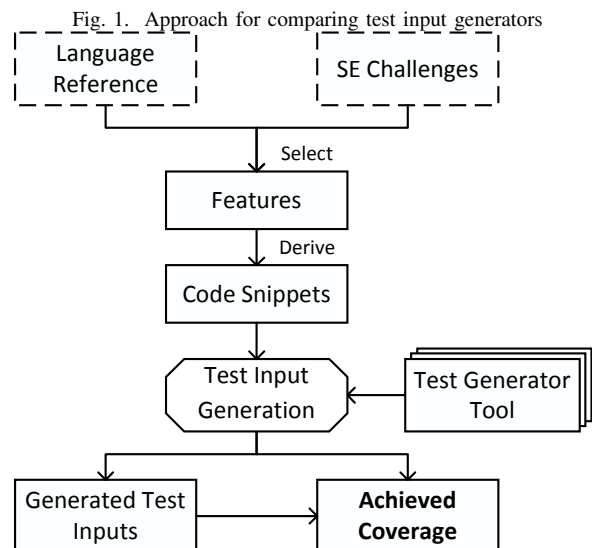 Fig. 1. Approach for comparing test input generators
Language
Reference
SE Challenges
Select
Features
Derive
Code Snippets
Test Input
Generation
Test Generator
Tool
Generated Test
Inputs
Achieved
Coverage